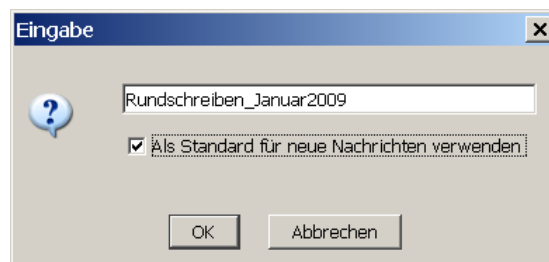 Eingabe
Rundschreiben_Januar2009
Als Standard für neue Nachrichten verwenden
OK
Abbrechen